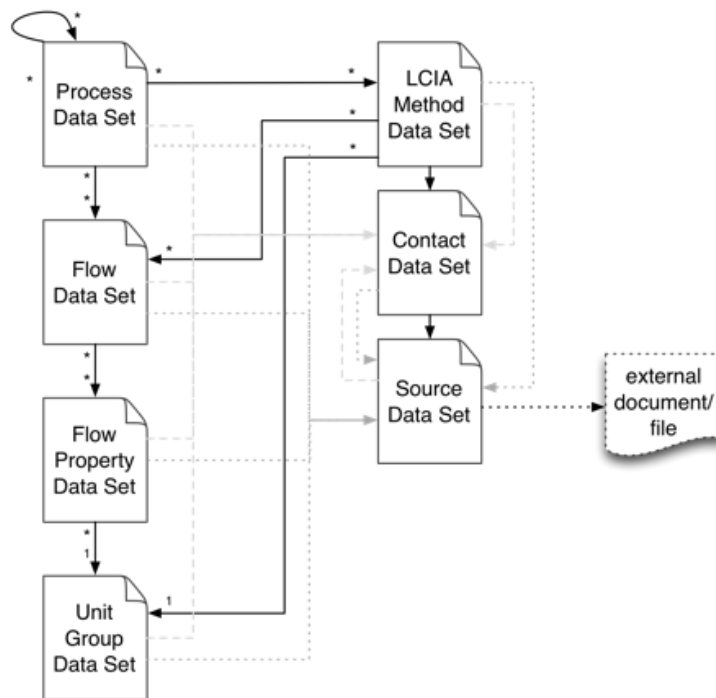 *
*
Process
Data Set
*
*
LCIA
Method
Data Set
*
*
*
*
Flow
Data Set
*
Contact
Data Set
*
*
Flow
Property
Data Set
Source
Data Set
external
document/
file
*
1
Unit
Group
Data Set
1